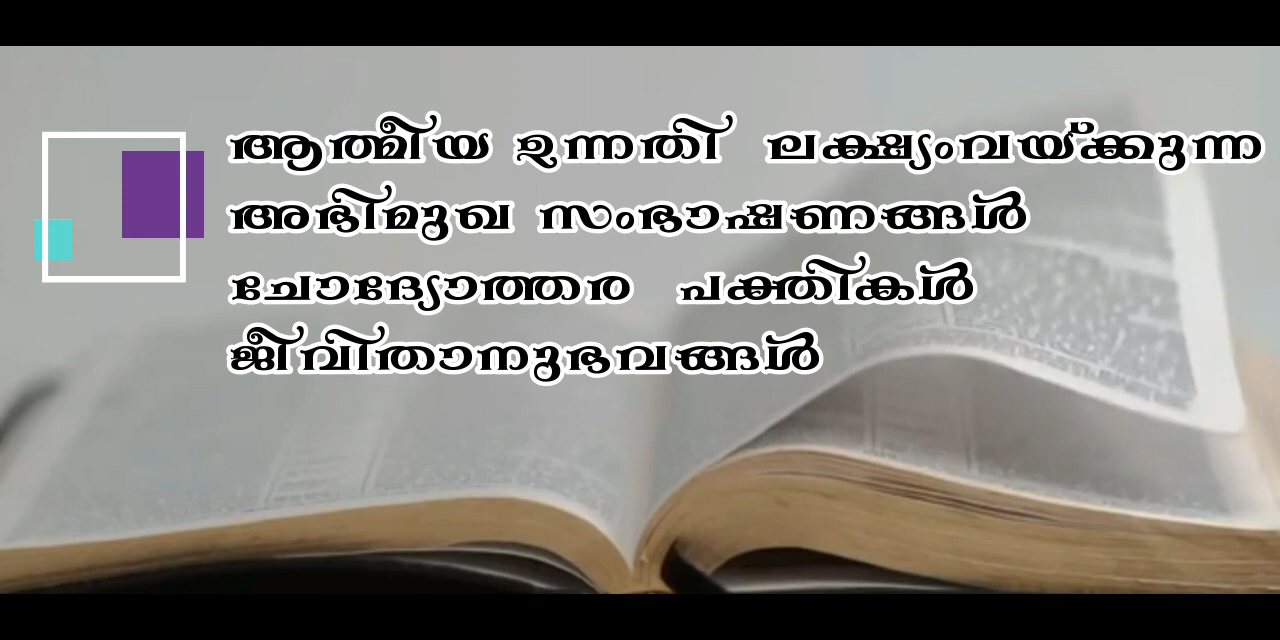 ആത്മീയ ഉന്നതി ലക്ഷ്യംവയ്ക്കുന്ന
അഭിമുഖ സംഭാഷണങ്ങൾ
ചോദ്യോത്തര പക്തികൾ
ജീവിതാനുഭവങ്ങൾ